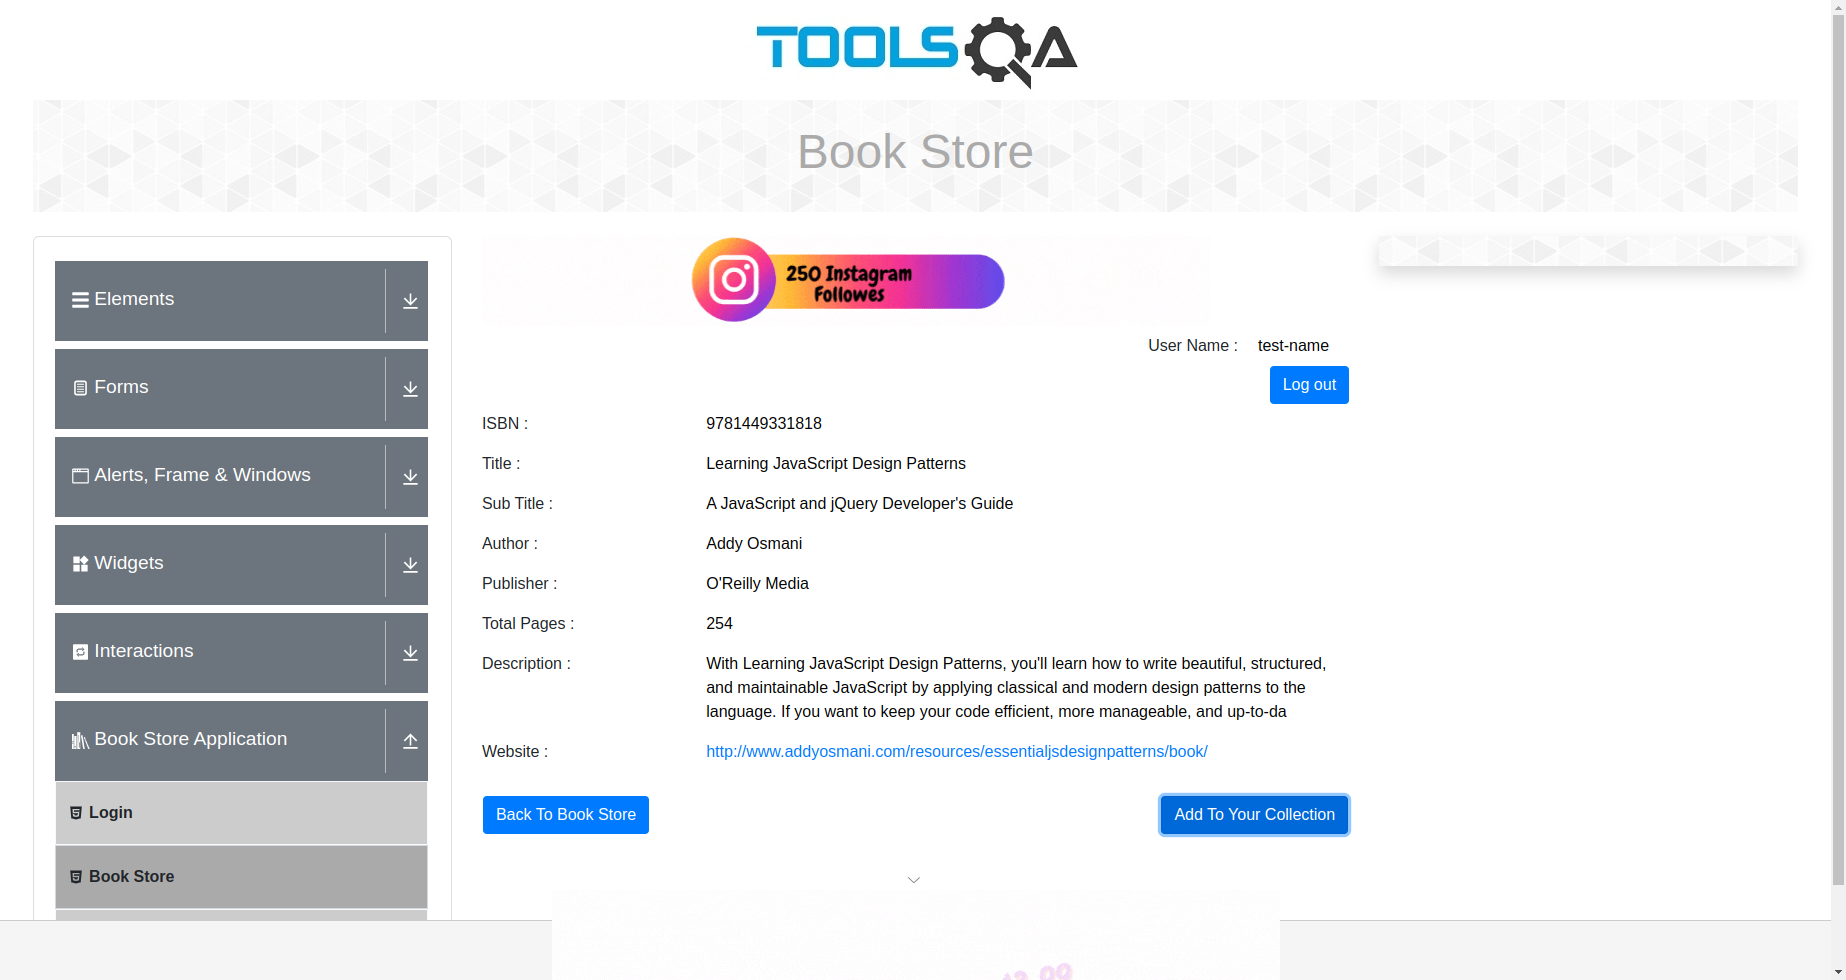 TOOLSQA
Book Store
250 Instagram
Followes
User Name : test-name
Log out
Elements
Forms
Alerts, Frame & Windows
Widgets
Interactions
Book Store Application
Login
Book Store
ISBN : 9781449331818
Title : Learning JavaScript Design Patterns
Sub Title : A JavaScript and jQuery Developer's Guide
Author : Addy Osmani
Publisher : O'Reilly Media
Total Pages : 254
Description : With Learning JavaScript Design Patterns, you'll learn how to write beautiful, structured,
and maintainable JavaScript by applying classical and modern design patterns to the
language. If you want to keep your code efficient, more manageable, and up-to-da
Website : http://www.addyosmani.com/resources/essentialjsdesignpatterns/book/
Back To Book Store
Add To Your Collection